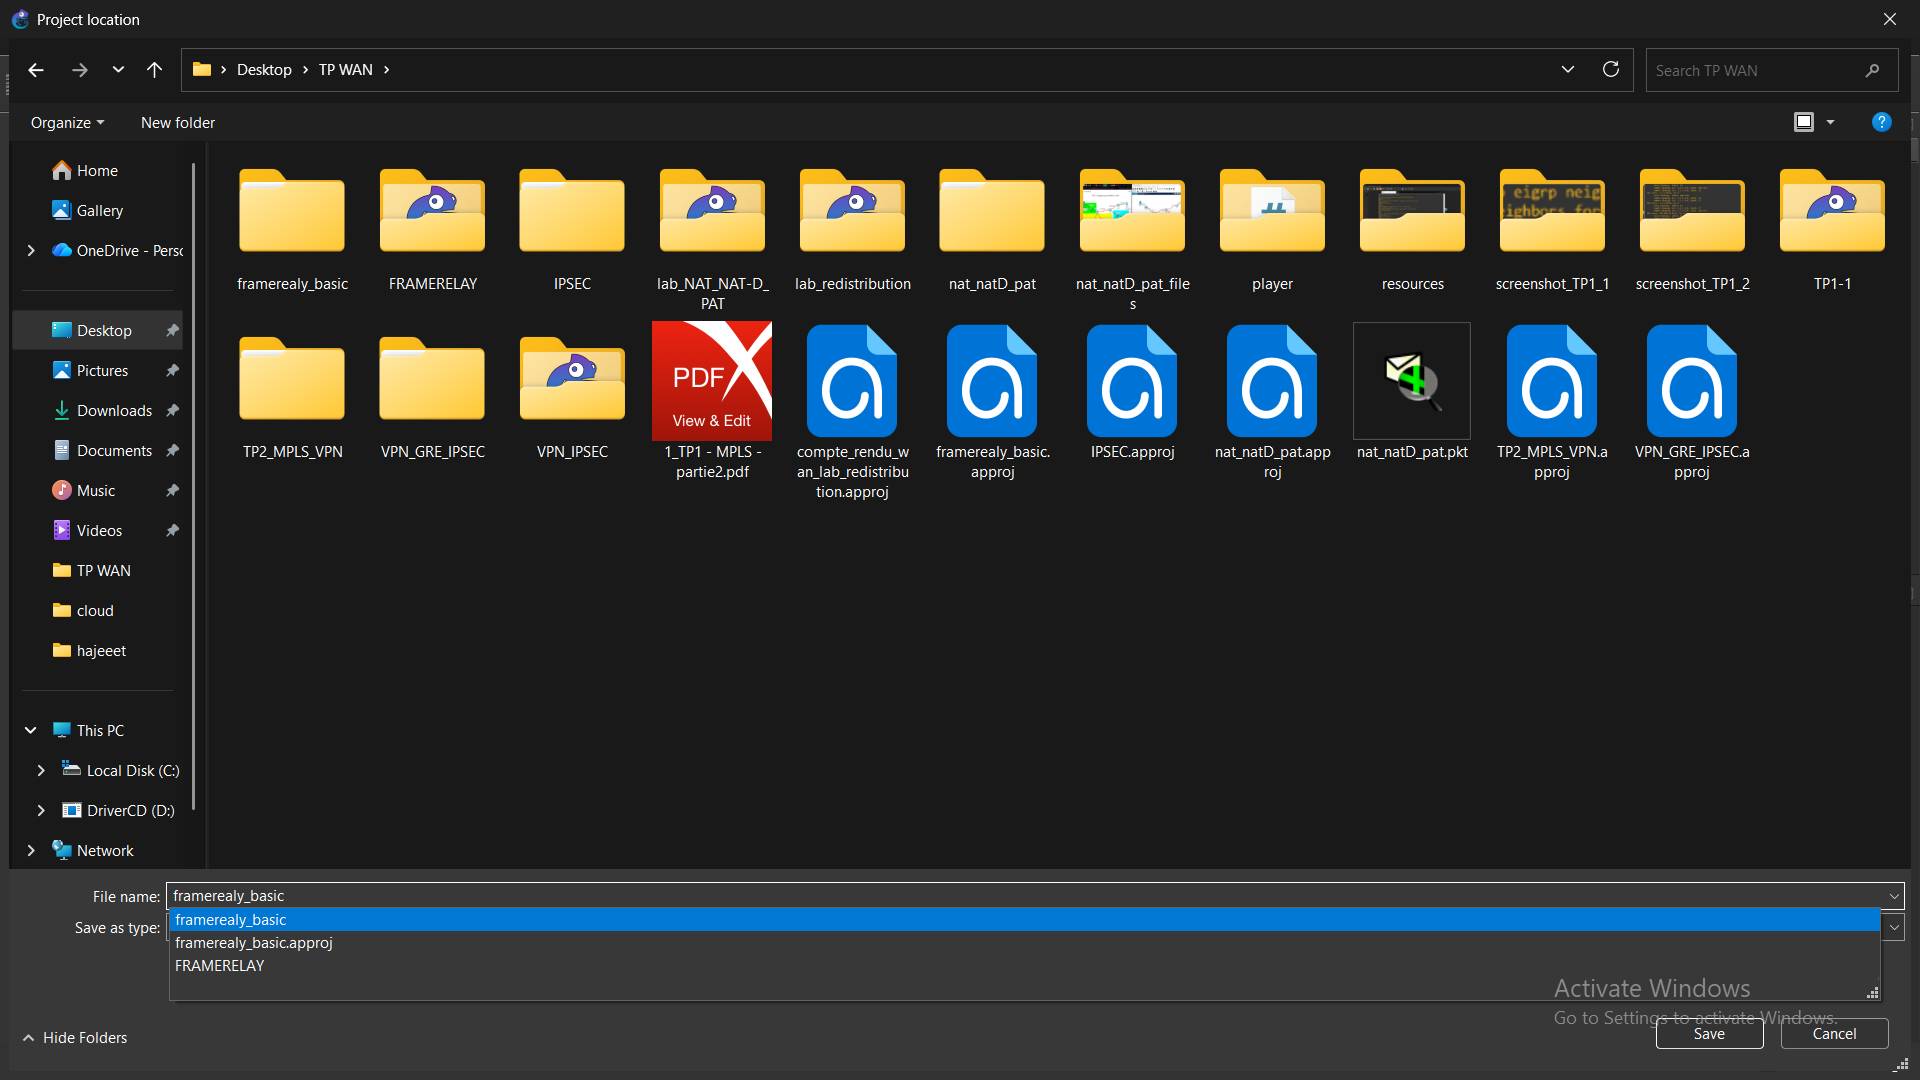 Project location
Desktop
TP WAN
Search TP WAN
Organize
New folder
Home
Gallery
OneDrive - Persc
Desktop
Pictures
Downloads
Documents
Music
Videos
TP WAN
cloud
hajeeet
This PC
Local Disk (C:)
DriverCD (D:)
Network
framerealy_basic
FRAMERELAY
IPSEC
lab_NAT_NAT-D_
PAT
lab_redistribution
nat_natD_pat
nat_natD_pat_file
s
player
resources
eigrp neig
screenshot_TP1_1
screenshot_TP1_2
TP1-1
TP2_MPLS_VPN
VPN_GRE_IPSEC
VPN_IPSEC
PDF
View & Edit
1_TP1 - MPLS -
partie2.pdf
compte_rendu_w
an_lab_redistribu
tion.approj
framerealy_basic.
approj
IPSEC.approj
nat_natD_pat.app
roj
nat_natD_pat.pkt
TP2_MPLS_VPN.a
pproj
VPN_GRE_IPSEC.a
pproj
File name:
framerealy_basic
Save as type:
framerealy_basic
framerealy_basic.approj
FRAMERELAY
Activate Windows
Go to Settings to activate Windows.
Hide Folders
Save
Cancel